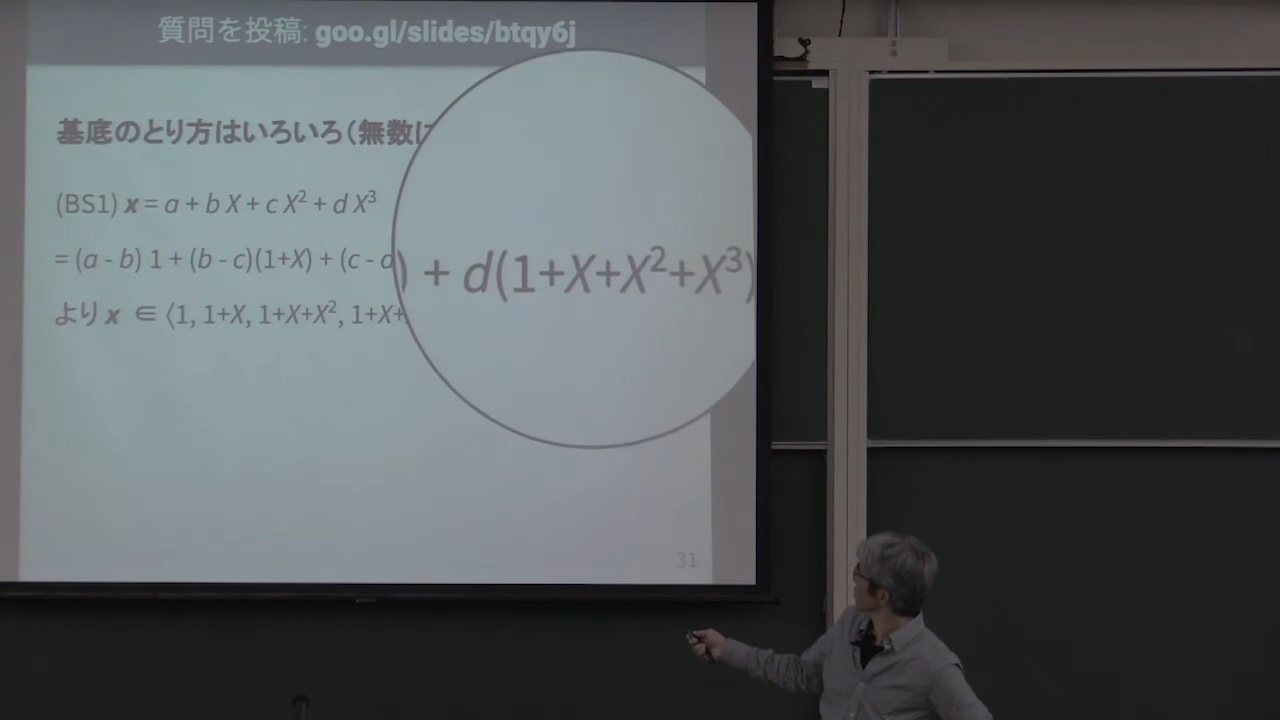 質問を投稿: goo.gl/slides/btqy6j
基底のとり方はいろいろ（無数に
(BS1) x = a + b X + c X² + d X³
= (a - b) 1 + (b - c)(1+X) + (c - d) + d(1+X+X²+X³)
より x ∈ ⟨1, 1+X, 1+X+X², 1+X+
31